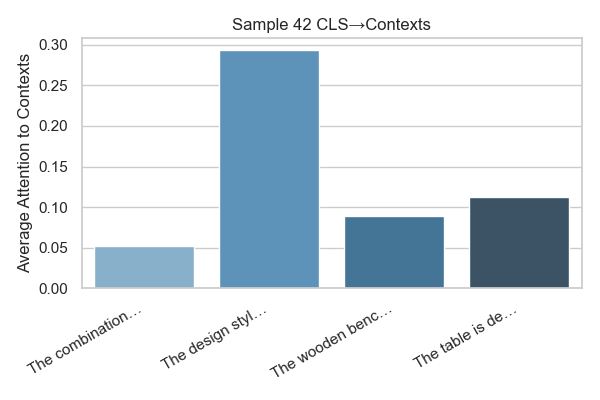 Sample 42 CLS→Contexts
Average Attention to Contexts
0.30
0.25
0.20
0.15
0.10
0.05
0.00
The combination…
The design styl…
The wooden benc…
The table is de…